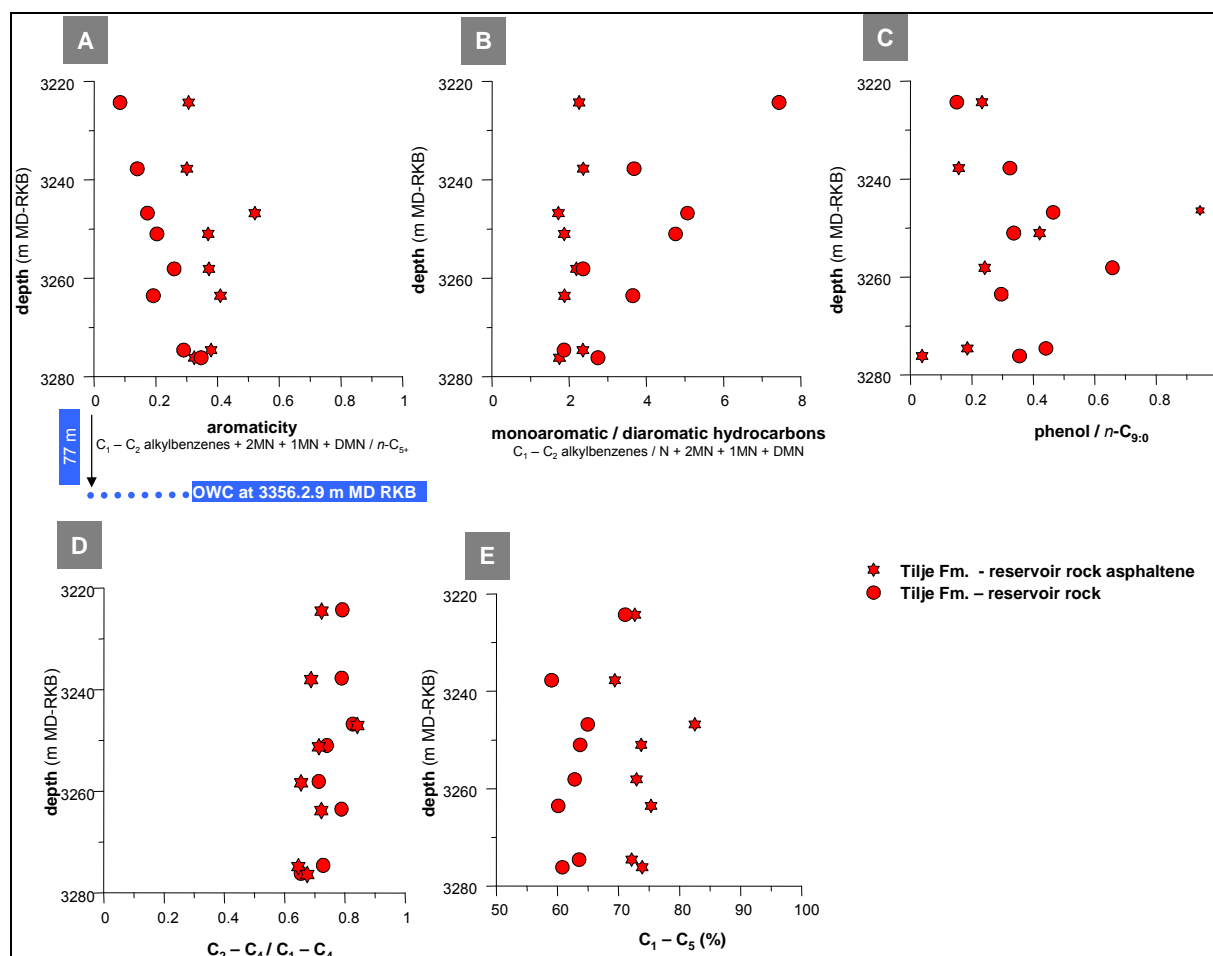 A
B
C
3220
3240
3260
3280
depth (m MD-RKB)
0
0.2
0.4
0.6
0.8
1
aromaticity
C1 – C2 alkylbenzenes + 2MN + 1MN + DMN / n-C5+
3220
3240
3260
3280
depth (m MD-RKB)
2
4
6
8
monoaromatic / diaromatic hydrocarbons
C1 – C2 alkylbenzenes / N + 2MN + 1MN + DMN
3220
3240
3260
3280
depth (m MD-RKB)
0
0.2
0.4
0.6
0.8
phenol / n-C9:0
77 m
OWC at 3356.2.9 m MD RKB
D
E
3220
3240
3260
3280
depth (m MD-RKB)
0
0.2
0.4
0.6
0.8
1
C2 – C4 / C1 – C4
3220
3240
3260
3280
depth (m MD-RKB)
50
60
70
80
90
100
C1 – C5 (%)
Tilje Fm. - reservoir rock asphaltene
Tilje Fm. – reservoir rock